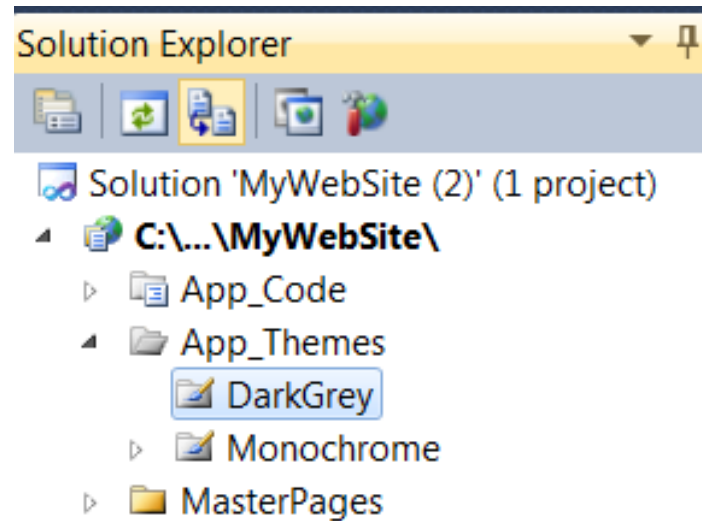 Solution Explorer
Solution 'MyWebSite (2)' (1 project)
C:\...\MyWebSite\
App_Code
App_Themes
DarkGrey
Monochrome
MasterPages